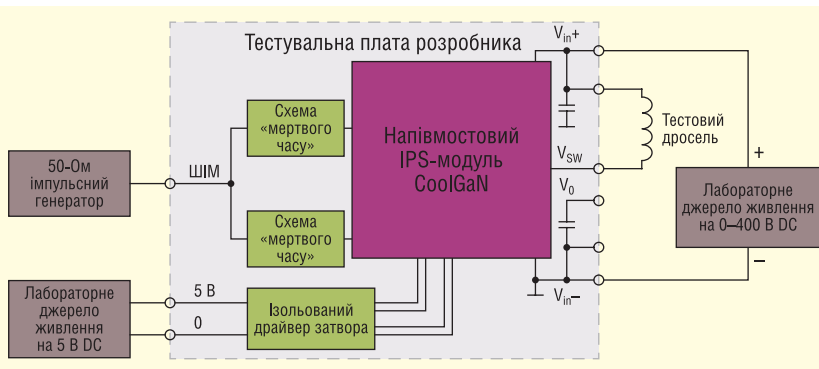 Тестувальна плата розробника
50-Ом
імпульсний
генератор
ШІМ
Схема
«мертвого
часу»
Схема
«мертвого
часу»
Напівмостовий
IPS-модуль
CoolGaN
Vin+
VSW
V0
Vin–
Тестовий
дросель
+
Лабораторне
джерело живлення
на 0–400 В DC
–
Лабораторне
джерело
живлення
на 5 В DC
5 В
0
Ізольований
драйвер затвора